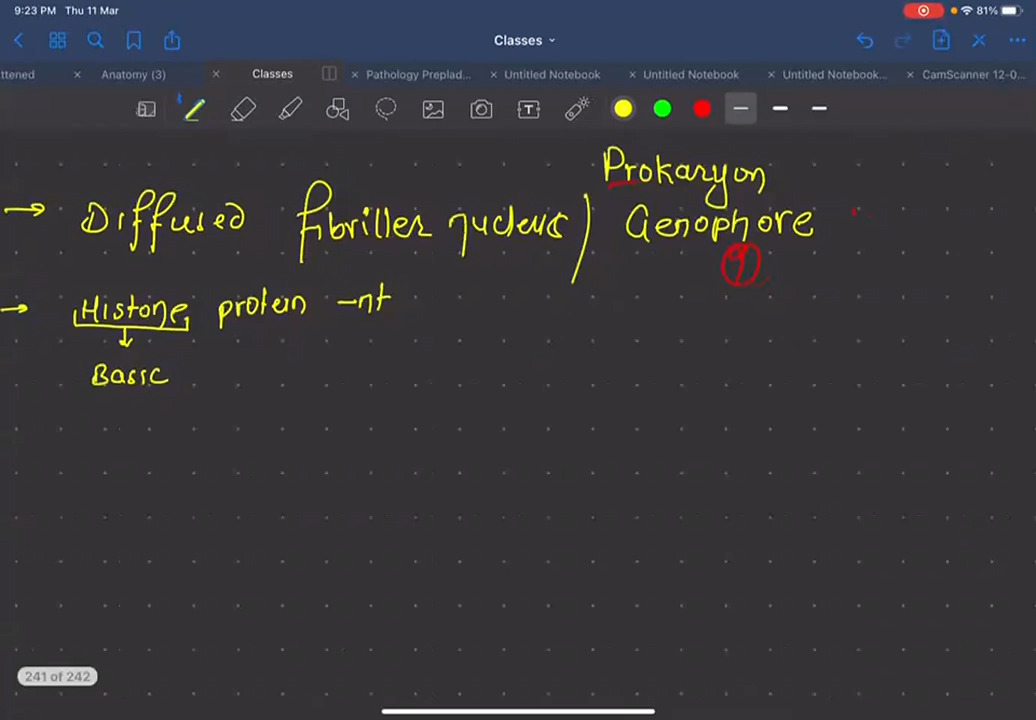 9:23 PM Thu 11 Mar
81%
Classes
ttened
Anatomy (3)
Classes
Pathology Preplad...
Untitled Notebook
Untitled Notebook
Untitled Notebook...
CamScanner 12-0...
Prokaryon
→ Diffused fibriller nucleus / Genophore
→ Histone protein -nt
Basic
241 of 242